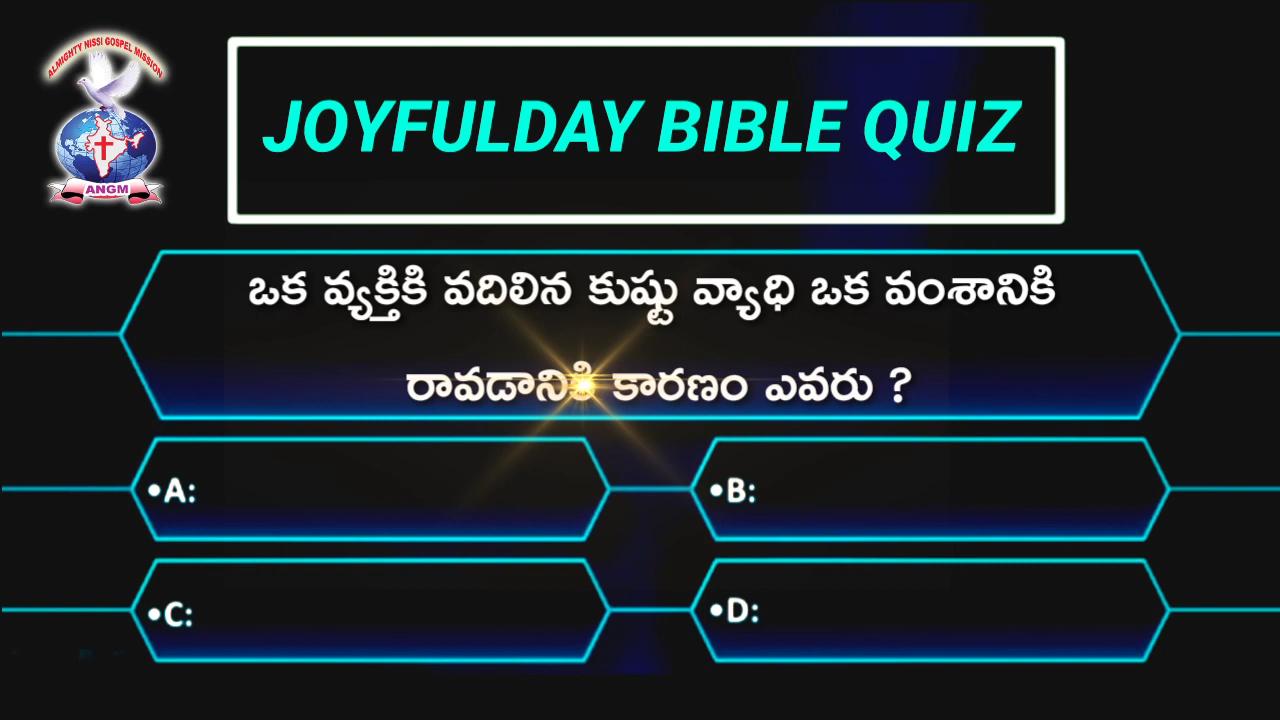 ALMIGHTY NISSI GOSPEL MISSION
ANGM
JOYFULDAY BIBLE QUIZ
ఒక వ్యక్తికి వదిలిన కుష్టు వ్యాధి ఒక వంశానికి
రావడానికి కారణం ఎవరు ?
•A:
•B:
•C:
•D: